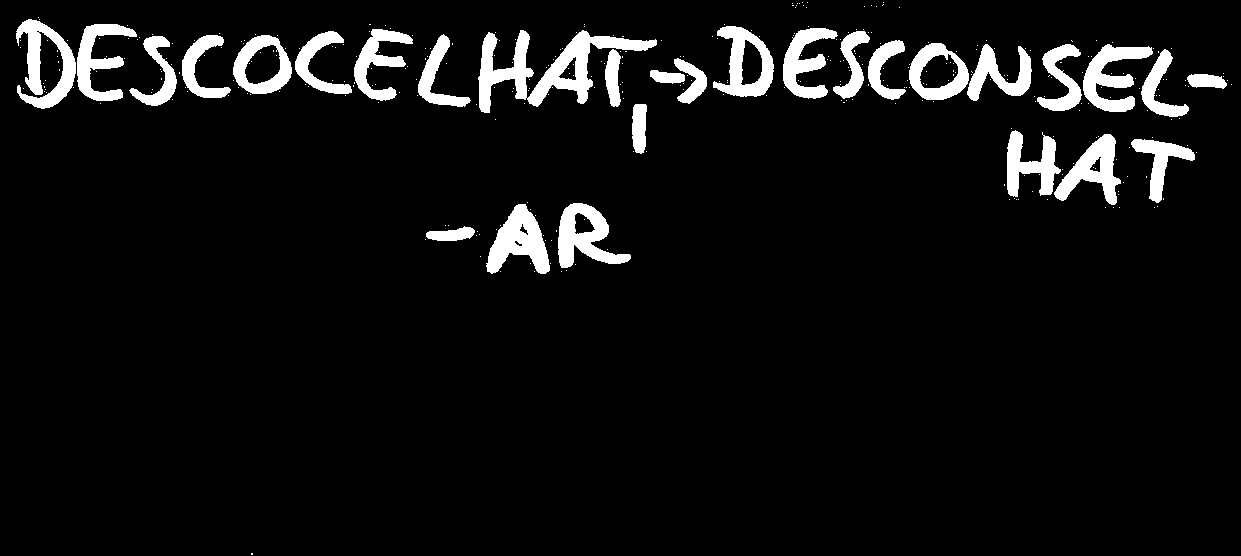 DESCOCELHAT, → DESCONSEL-
HAT
-AR